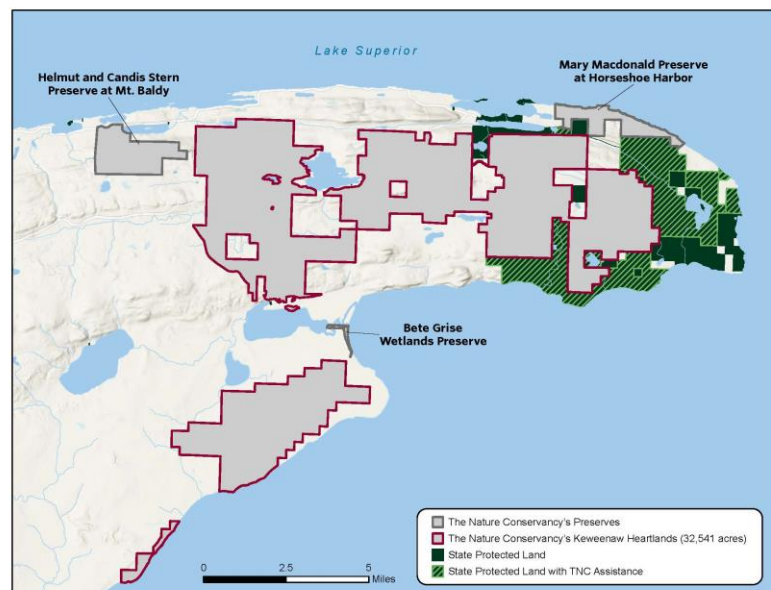 Lake Superior
Helmut and Candis Stern
Preserve at Mt. Baldy
Mary Macdonald Preserve
at Horseshoe Harbor
Bete Grise
Wetlands Preserve
The Nature Conservancy's Preserves
The Nature Conservancy's Keweenaw Heartlands (32,541 acres)
State Protected Land
State Protected Land with TNC Assistance
0 2.5 5
Miles